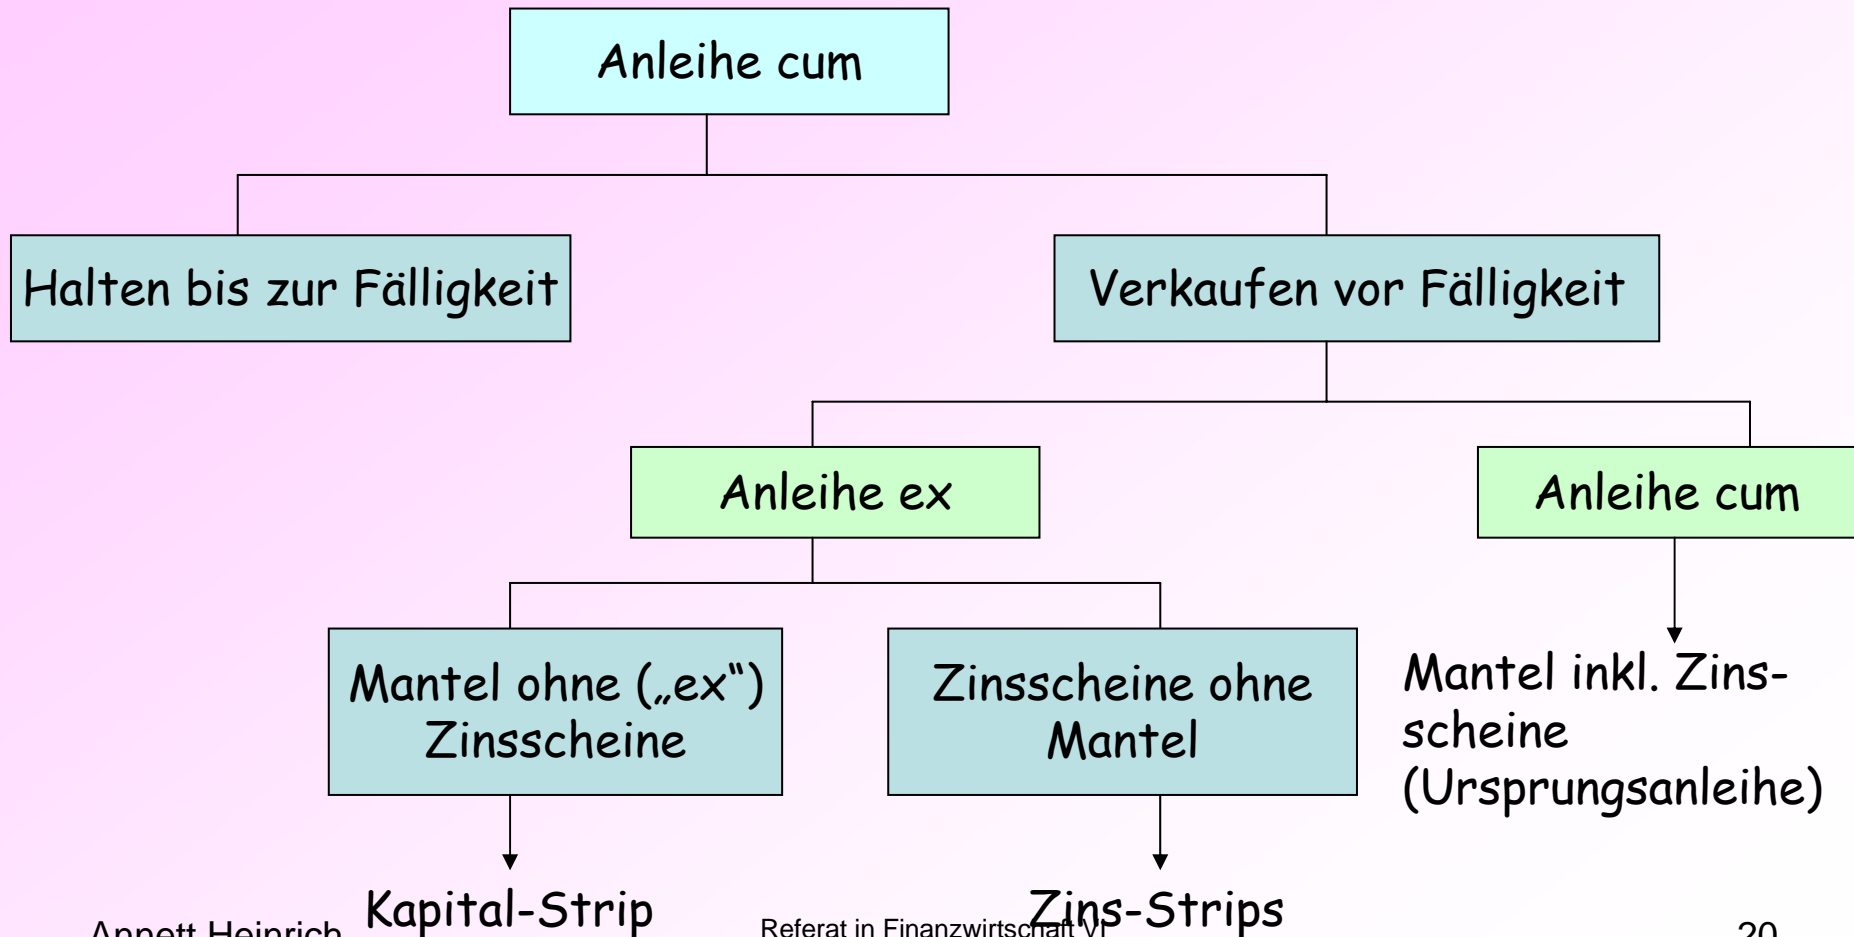 Anleihe cum
Halten bis zur Fälligkeit
Verkaufen vor Fälligkeit
Anleihe ex
Anleihe cum
Mantel ohne („ex“)
Zinsscheine
Zinsscheine ohne
Mantel
Mantel inkl. Zins-
scheine
(Ursprungsanleihe)
Kapital-Strip
Zins-Strips
Annett Heinrich
Referat in Finanzwirtschaft VI
20